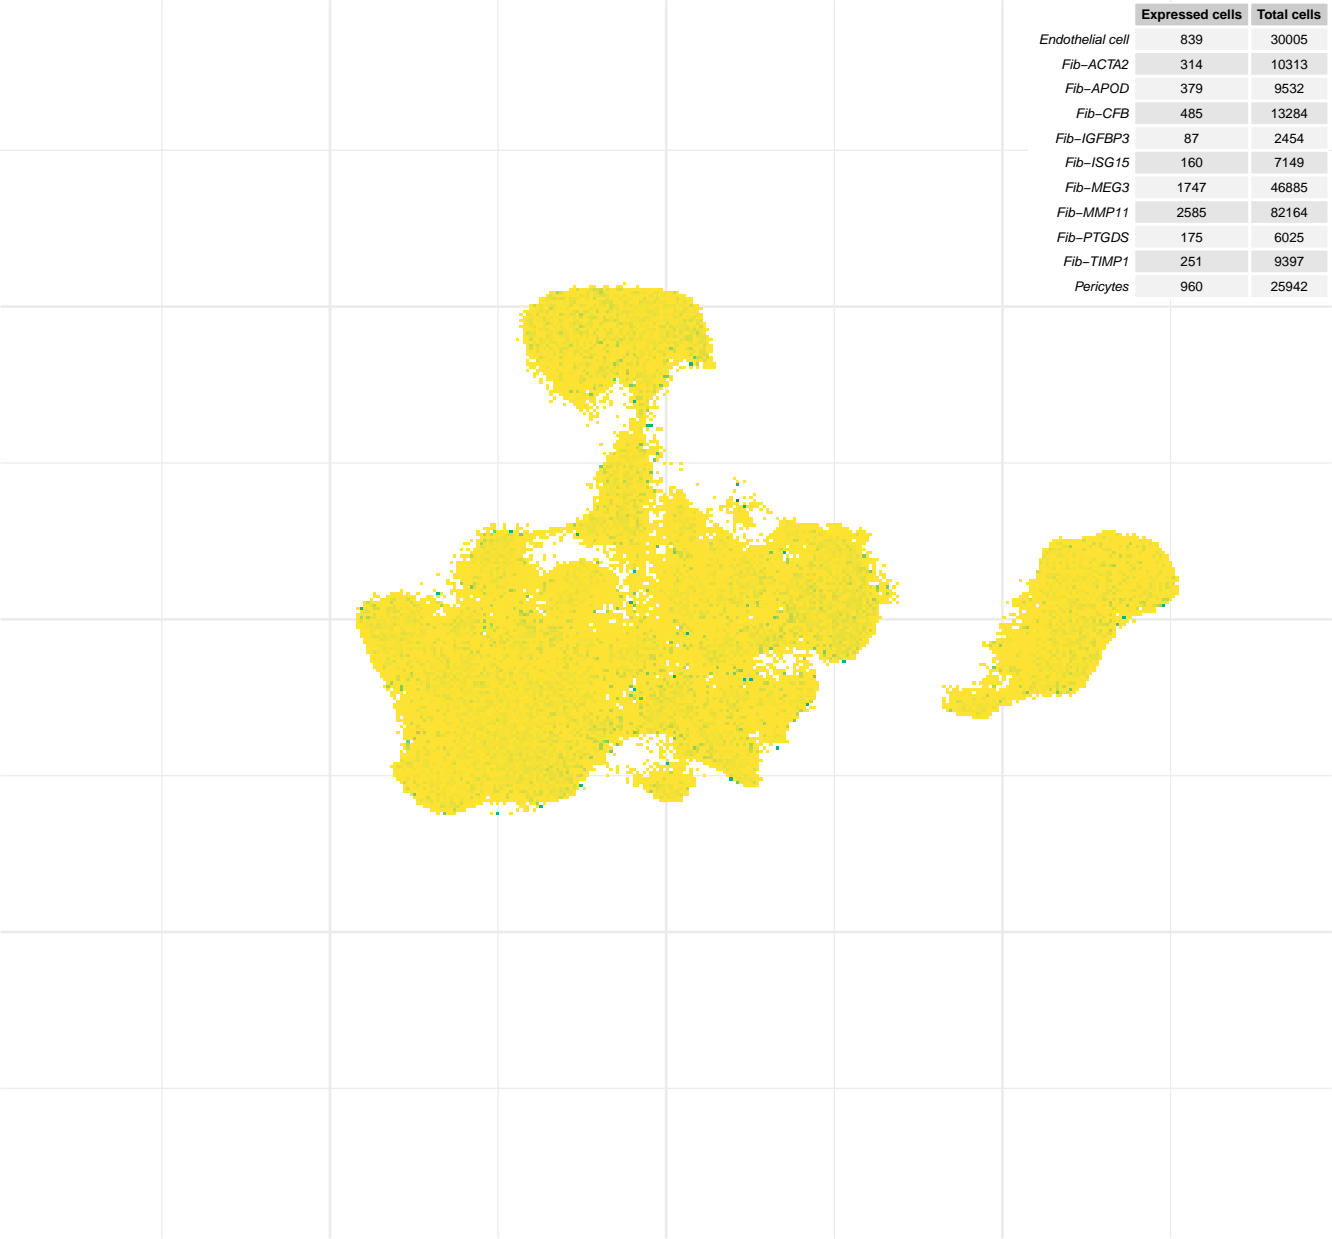 Expressed cells Total cells
Endothelial cell 839 30005
Fib−ACTA2 314 10313
Fib−APOD 379 9532
Fib−CFB 485 13284
Fib−IGFBP3 87 2454
Fib−ISG15 160 7149
Fib−MEG3 1747 46885
Fib−MMP11 2585 82164
Fib−PTGDS 175 6025
Fib−TIMP1 251 9397
Pericytes 960 25942